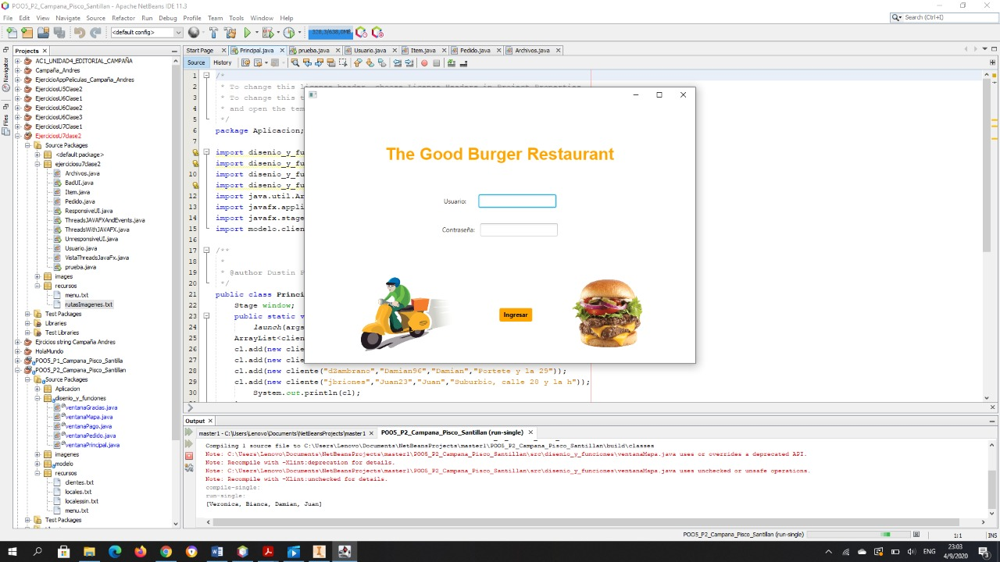 POO5_P2_Campana_Pisco_Santillan - Apache NetBeans IDE 11.3
File Edit View Navigate Source Refactor Run Debug Profile Team Tools Window Help
Search (Ctrl+I)
<default config>
328,3/638,0MB
Projects
Start Page Principal.java prueba.java Usuario.java Item.java Pedido.java Archivos.java
Source History
Navigator
Files
AC1_UNIDAD4_EDITORIAL_CAMPAÑA
Campaña_Andres
EjercicioAppPeliculas_Campaña_Andres
EjerciciosU5Clase2
EjerciciosU6Clase1
EjerciciosU6Clase2
EjerciciosU6Clase3
EjerciciosU7Clase1
EjerciciosU7clase2
Source Packages
<default package>
ejerciciosu7clase2
Archivos.java
BadUI.java
Item.java
Pedido.java
ResponsiveUI.java
ThreadsJAVAFXAndEvents.java
ThreadsWithJAVAFX.java
UnresponsiveUI.java
Usuario.java
VistaThreadsJavaFx.java
prueba.java
images
recursos
menu.txt
rutasImagenes.txt
Test Packages
Libraries
Test Libraries
Ejrcicios string Campaña Andres
HolaMundo
POO5_P1_Campana_Pisco_Santilla
POO5_P2_Campana_Pisco_Santillan
Source Packages
Aplicacion
disenio_y_funciones
ventanaGracias.java
ventanaMapa.java
ventanaPago.java
ventanaPedido.java
ventanaPrincipal.java
imagenes
modelo
recursos
clientes.txt
locales.txt
localessin.txt
menu.txt
Test Packages
1 /*
2 * To change this license header, choose License Headers in Project Properties.
3 * To change this t
4 * and open the tem
5 */
6 package Aplicacion;
7
import disenio_y_fu
import disenio_y_fu
10 import disenio_y_fu
import disenio_y_fu
12 import java.util.Ar
13 import javafx.appli
14 import javafx.stage
15 import modelo.clien
16
17 /**
18 *
19 * @author Dustin P
20 */
21 public class Princi
22 Stage window;
23 public static v
24 launch(args
25 ArrayList<clien
26 cl.add(new clie
27 cl.add(new clie
28 cl.add(new cliente("dZambrano","Damian96","Damian","Portete y la 29"));
29 cl.add(new cliente("jbriones","Juan23","Juan","Suburbio, calle 28 y la h"));
30 System.out.println(cl);
The Good Burger Restaurant
Usuario:
Contraseña:
Ingresar
Output
master1 - C:\Users\Lenovo\Documents\NetBeansProjects\master1 POO5_P2_Campana_Pisco_Santillan (run-single)
Compiling 1 source file to C:\Users\Lenovo\Documents\NetBeansProjects\master1\POO5_P2_Campana_Pisco_Santillan\build\classes
Note: C:\Users\Lenovo\Documents\NetBeansProjects\master1\POO5_P2_Campana_Pisco_Santillan\src\disenio_y_funciones\ventanaMapa.java uses or overrides a deprecated API.
Note: Recompile with -Xlint:deprecation for details.
Note: C:\Users\Lenovo\Documents\NetBeansProjects\master1\POO5_P2_Campana_Pisco_Santillan\src\disenio_y_funciones\ventanaMapa.java uses unchecked or unsafe operations.
Note: Recompile with -Xlint:unchecked for details.
compile-single:
run-single:
[Veronica, Bianca, Damian, Juan]
POO5_P2_Campana_Pisco_Santillan (run-single) 1:1 INS
23:03
4/9/2020
3